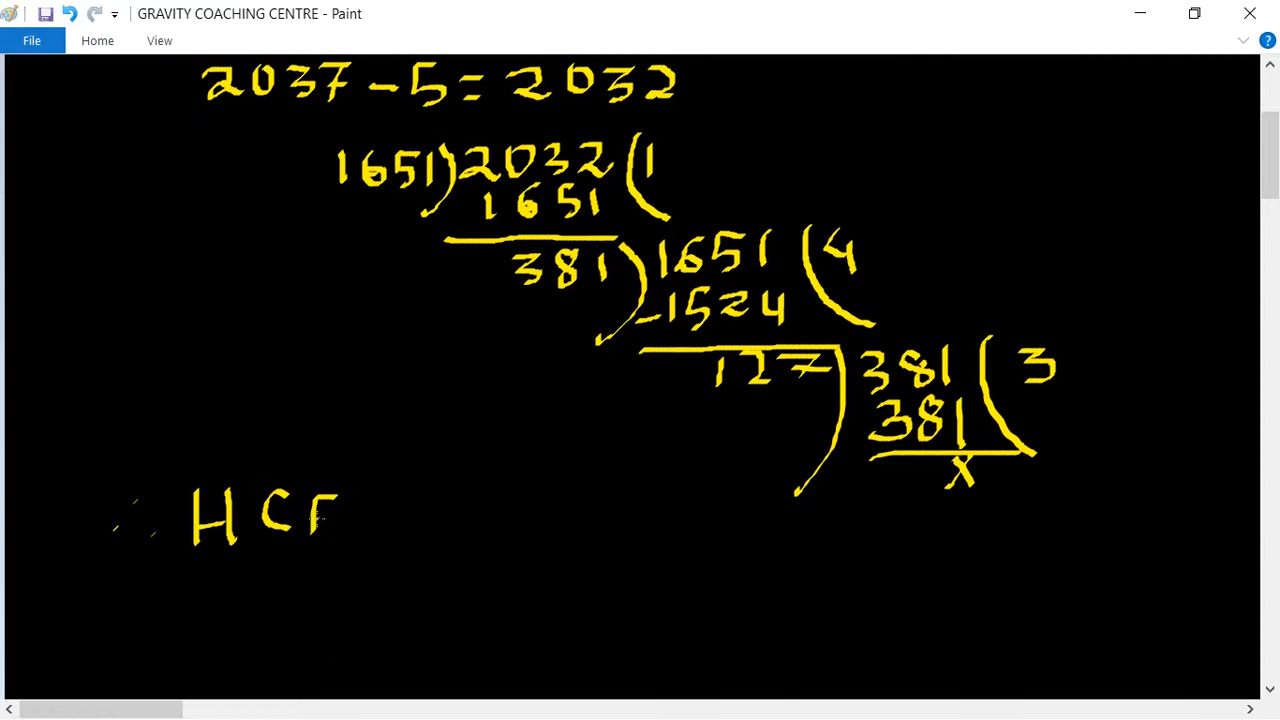 GRAVITY COACHING CENTRE - Paint
File Home View
2037 - 5 = 2032
1651) 2032 (1
1651
381) 1651 (4
-1524
127) 381 (3
381
x
∴ HCF